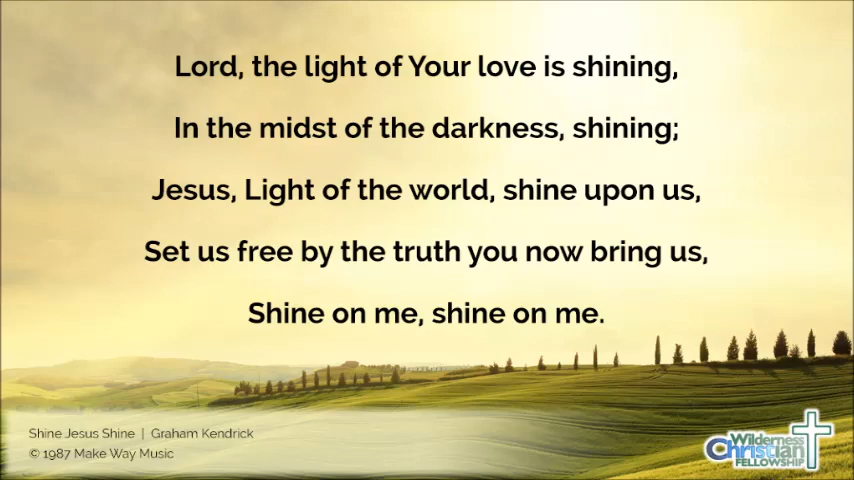 Lord, the light of Your love is shining,
In the midst of the darkness, shining;
Jesus, Light of the world, shine upon us,
Set us free by the truth you now bring us,
Shine on me, shine on me.
Shine Jesus Shine | Graham Kendrick
© 1987 Make Way Music
Wilderness
Christian
FELLOWSHIP